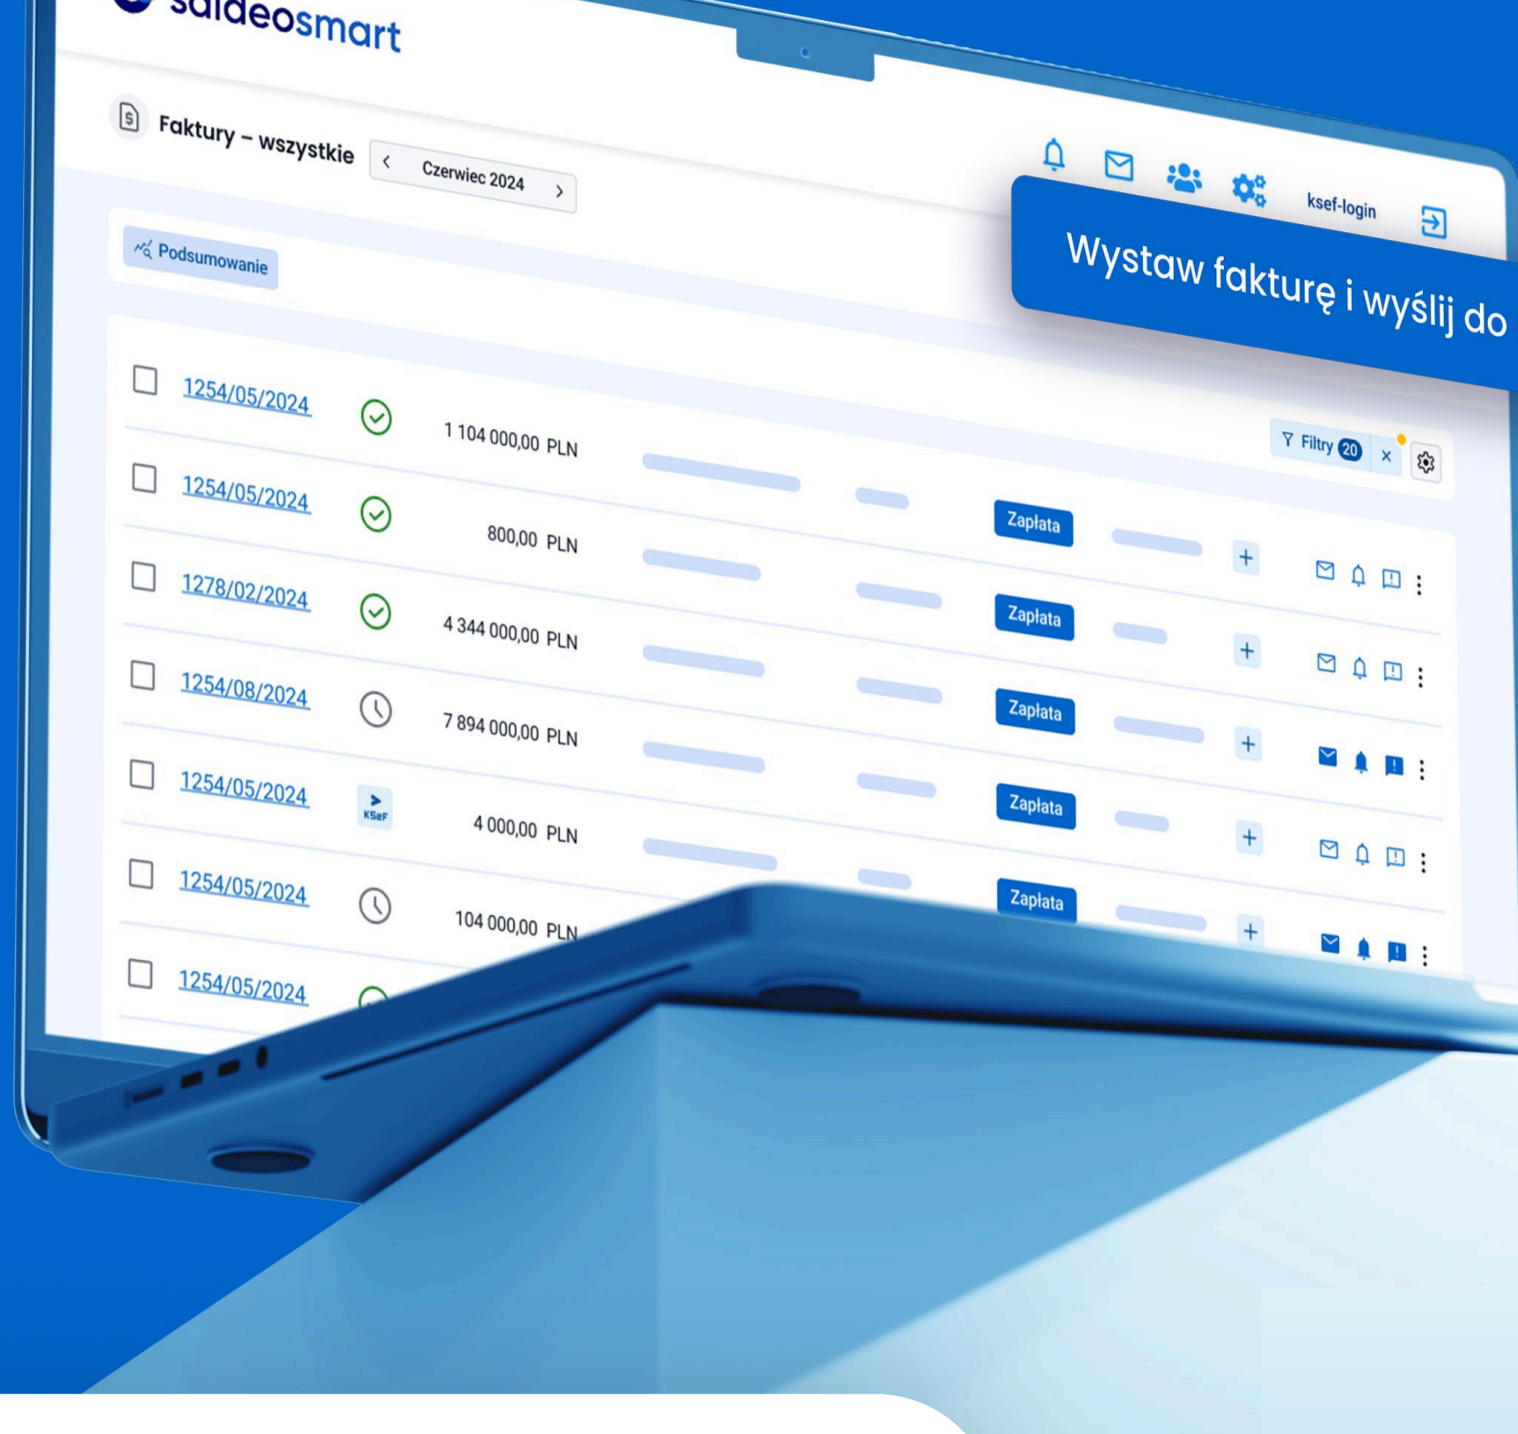 saldeosmart
Faktury – wszystkie
Czerwiec 2024
ksef-login
Wystaw fakturę i wyślij do
Podsumowanie
Filtry 20
1254/05/2024 1 104 000,00 PLN Zapłata
1254/05/2024 800,00 PLN Zapłata
1278/02/2024 4 344 000,00 PLN Zapłata
1254/08/2024 7 894 000,00 PLN Zapłata
1254/05/2024 KSeF 4 000,00 PLN Zapłata
1254/05/2024 104 000,00 PLN
1254/05/2024